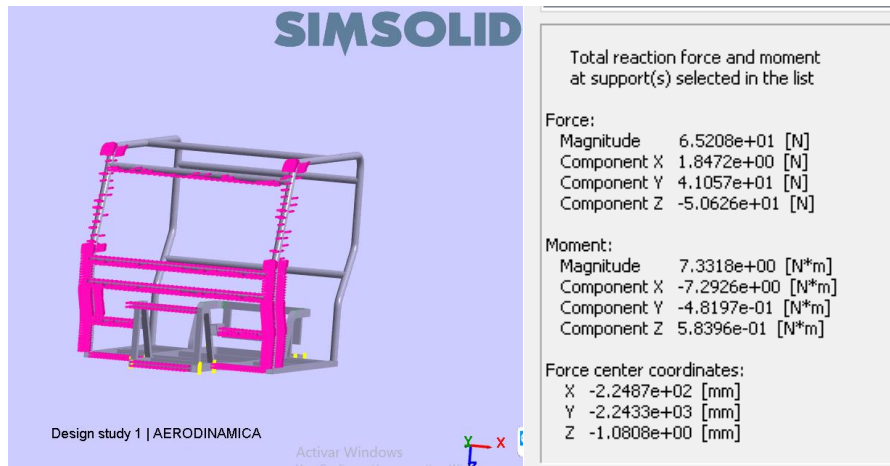 SIMSOLID
Y
X
Z
Design study 1 | AERODINAMICA
Activar Windows
Total reaction force and moment
at support(s) selected in the list
Force:
Magnitude 6.5208e+01 [N]
Component X 1.8472e+00 [N]
Component Y 4.1057e+01 [N]
Component Z -5.0626e+01 [N]
Moment:
Magnitude 7.3318e+00 [N*m]
Component X -7.2926e+00 [N*m]
Component Y -4.8197e-01 [N*m]
Component Z 5.8396e-01 [N*m]
Force center coordinates:
X -2.2487e+02 [mm]
Y -2.2433e+03 [mm]
Z -1.0808e+00 [mm]